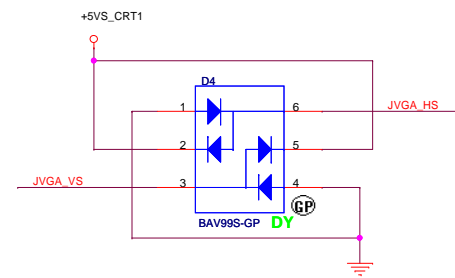 +5VS_CRT1
D4
1
6
JVGA_HS
2
5
JVGA_VS
3
4
GP
BAV99S-GP
DY